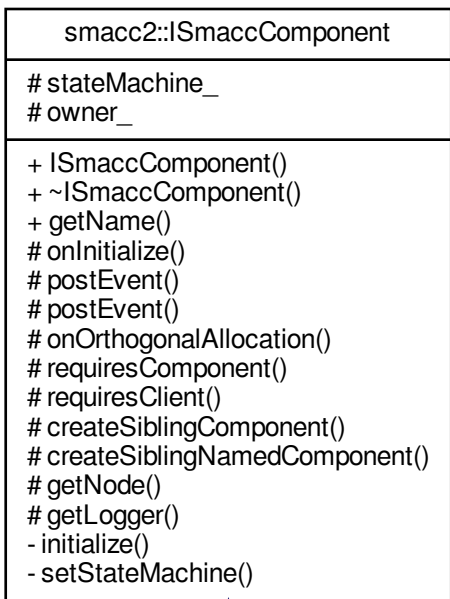 smacc2::ISmaccComponent
# stateMachine_
# owner_
+ ISmaccComponent()
+ ~ISmaccComponent()
+ getName()
# onInitialize()
# postEvent()
# postEvent()
# onOrthogonalAllocation()
# requiresComponent()
# requiresClient()
# createSiblingComponent()
# createSiblingNamedComponent()
# getNode()
# getLogger()
- initialize()
- setStateMachine()